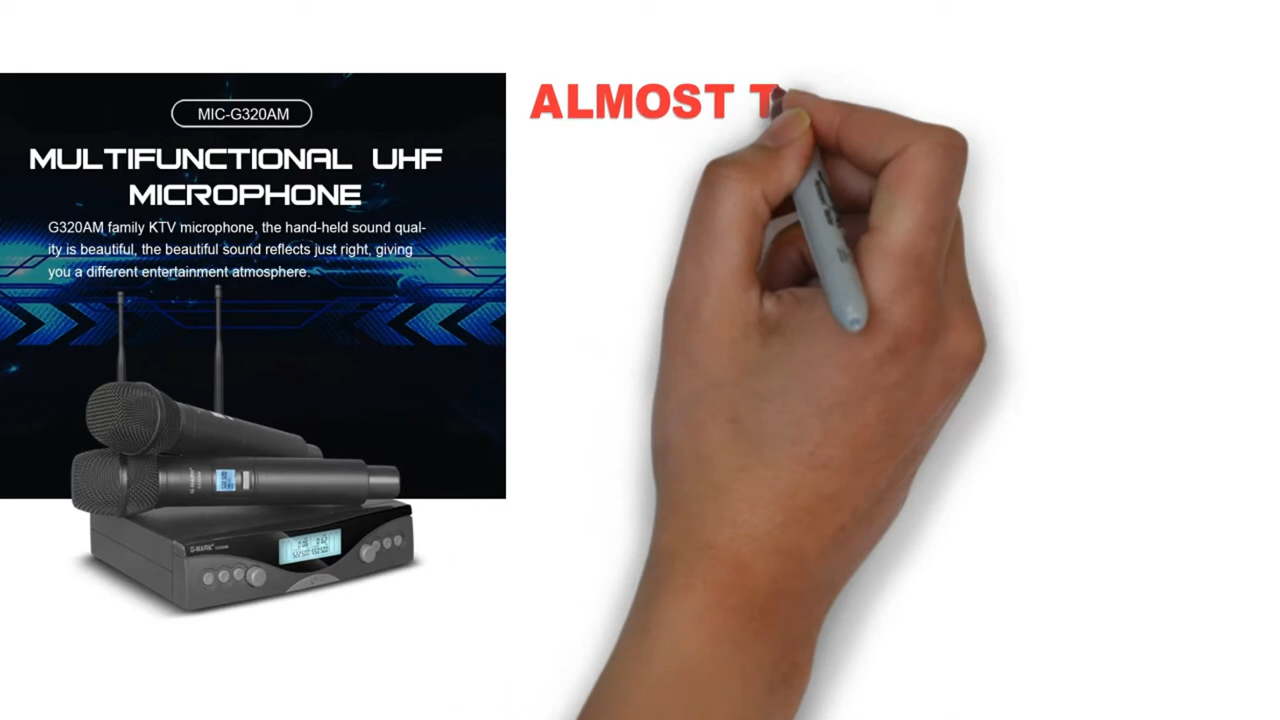 MIC-G320AM
MULTIFUNCTIONAL UHF
MICROPHONE
G320AM family KTV microphone, the hand-held sound qual-
ity is beautiful, the beautiful sound reflects just right, giving
you a different entertainment atmosphere.
ALMOST T
G-MARK